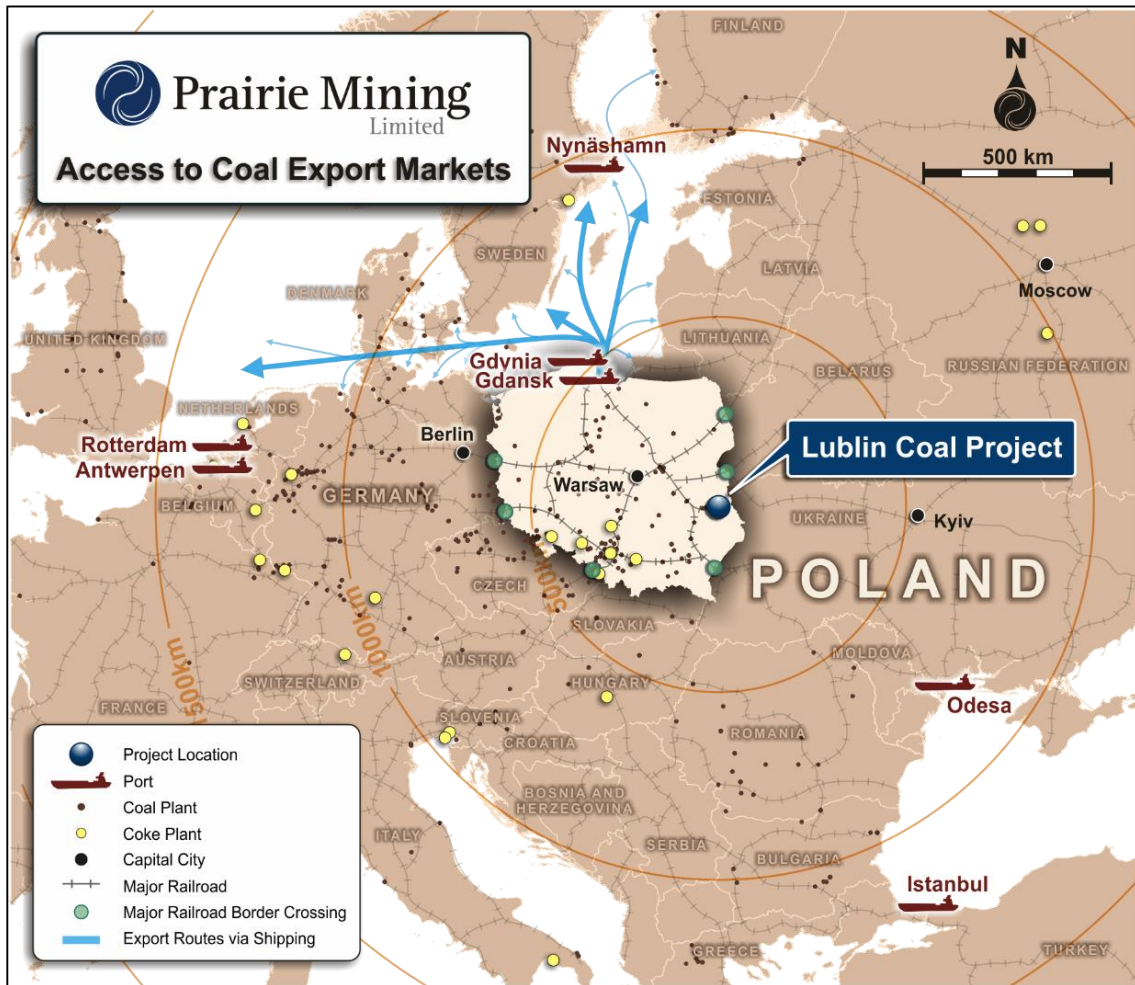 Prairie Mining
Limited
Access to Coal Export Markets
N
500 km
FINLAND
Nynäshamn
ESTONIA
SWEDEN
LATVIA
Moscow
DENMARK
UNITED KINGDOM
LITHUANIA
RUSSIAN FEDERATION
BELARUS
Gdynia
Gdansk
NETHERLANDS
Rotterdam
Antwerpen
Berlin
Lublin Coal Project
Warsaw
GERMANY
BELGIUM
UKRAINE
Kyiv
POLAND
CZECH
500km
1000km
1500km
SLOVAKIA
AUSTRIA
MOLDOVA
SWITZERLAND
HUNGARY
FRANCE
Odesa
SLOVENIA
CROATIA
ROMANIA
BOSNIA AND
HERZEGOVINA
ITALY
SERBIA
BULGARIA
Istanbul
GREECE
TURKEY
Project Location
Port
Coal Plant
Coke Plant
Capital City
Major Railroad
Major Railroad Border Crossing
Export Routes via Shipping